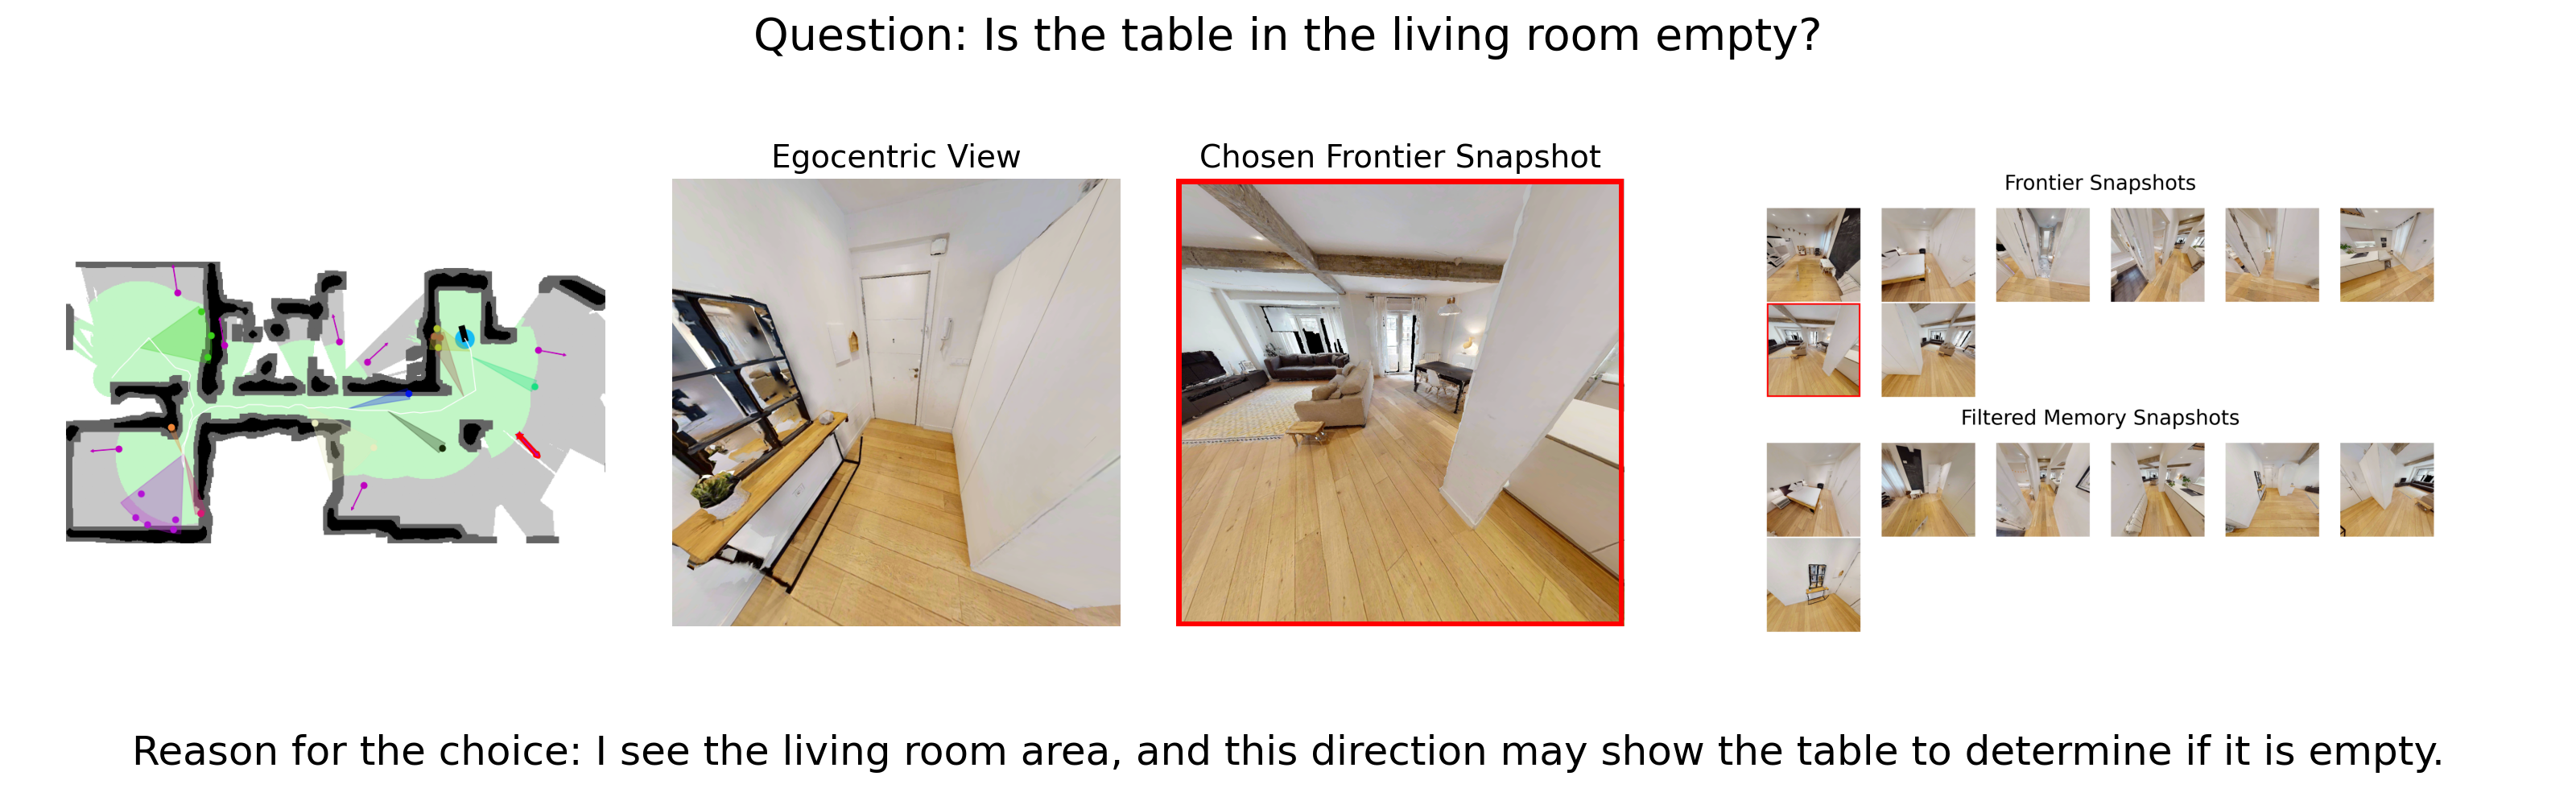 Question: Is the table in the living room empty?
Egocentric View
Chosen Frontier Snapshot
Frontier Snapshots
Filtered Memory Snapshots
Reason for the choice: I see the living room area, and this direction may show the table to determine if it is empty.